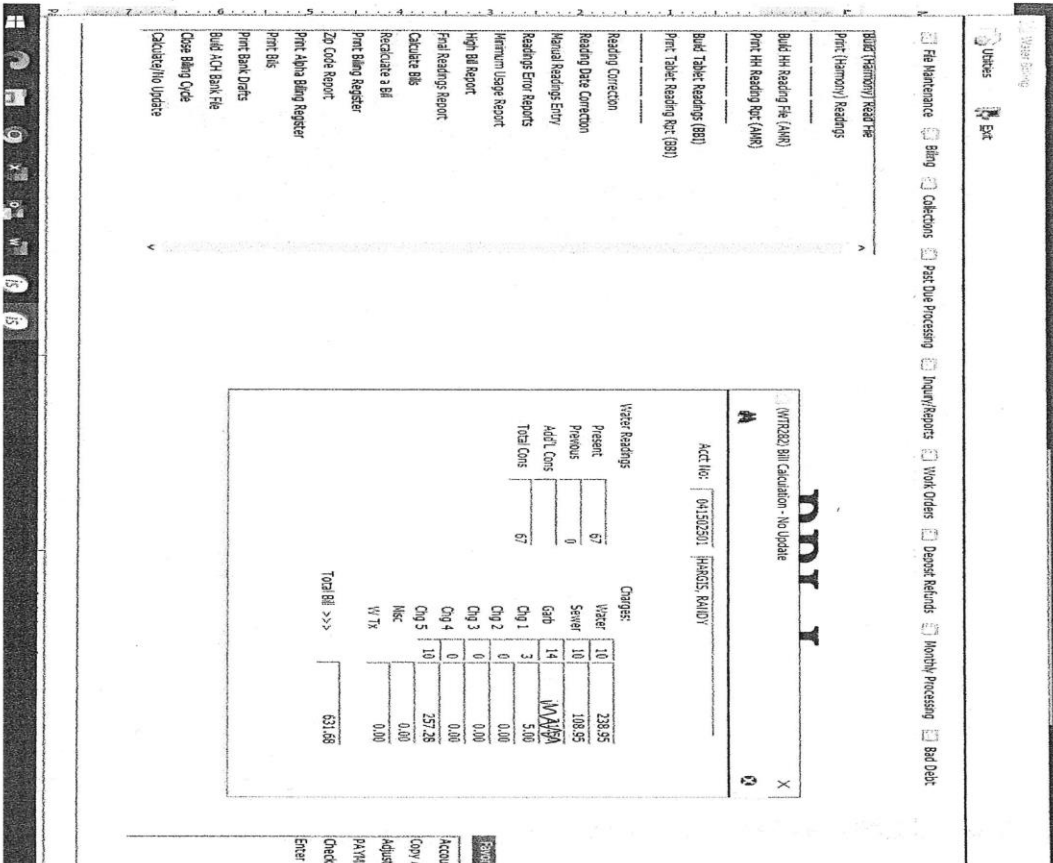 Water Billing
Utilities Exit
File Maintenance Billing Collections Past Due Processing Inquiry/Reports Work Orders Deposit Refunds Monthly Processing Bad Debt
Build (Harmony) Read File
Print (Harmony) Readings
Build HH Reading File (AMR)
Print HH Reading Rpt (AMR)
Build Tablet Readings (BBI)
Print Tablet Reading Rpt (BBI)
Reading Correction
Reading Date Correction
Manual Readings Entry
Readings Error Reports
Minimum Usage Report
High Bill Report
Final Readings Report
Calculate Bills
Recalculate a Bill
Print Billing Register
Zip Code Report
Print Alpha Billing Register
Print Bills
Print Bank Drafts
Build ACH Bank File
Close Billing Cycle
Calculate/No Update
(WTR282) Bill Calculation - No Update
Acct No: 041502501 HARGIS, RANDY
Water Readings
Present 67
Previous 0
Add'L Cons
Total Cons 67
Charges:
Water 10 238.95
Sewer 10 108.95
Garb 14
Chg 1 3 5.00
Chg 2 0 0.00
Chg 3 0 0.00
Chg 4 0 0.00
Chg 5 10 257.28
Misc 0.00
W Tx 0.00
Total Bill >>> 631.68
Favo
Accou
Copy
Adjust
PAYM
Check
Enter